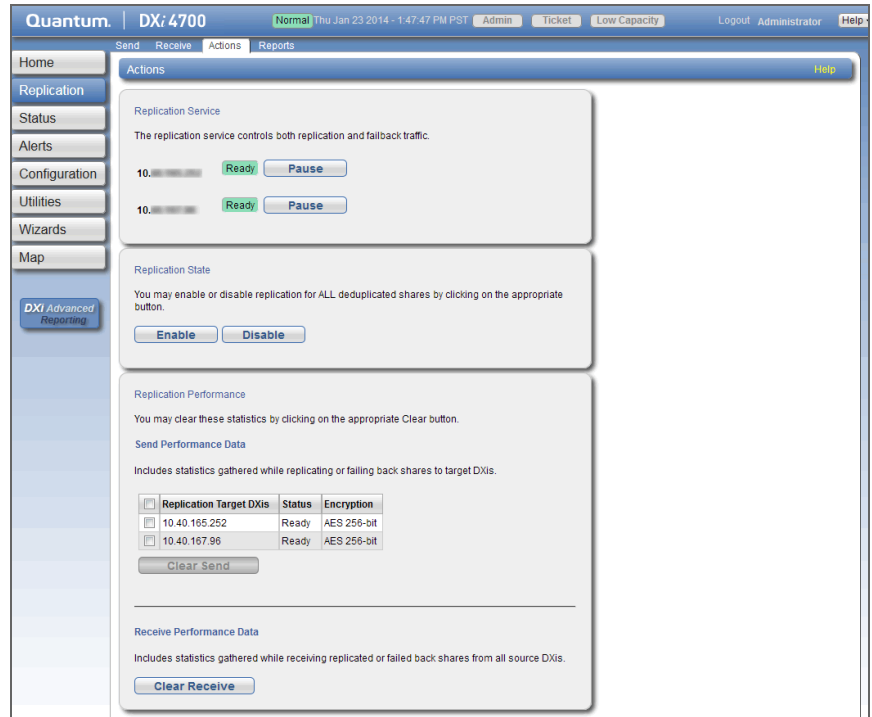 Quantum. DXi 4700 Normal Thu Jan 23 2014 - 1:47:47 PM PST Admin Ticket Low Capacity Logout Administrator Help
Send Receive Actions Reports
Home
Replication
Status
Alerts
Configuration
Utilities
Wizards
Map
DXi Advanced
Reporting
Actions Help
Replication Service
The replication service controls both replication and failback traffic.
10. Ready Pause
10. Ready Pause
Replication State
You may enable or disable replication for ALL deduplicated shares by clicking on the appropriate
button.
Enable Disable
Replication Performance
You may clear these statistics by clicking on the appropriate Clear button.
Send Performance Data
Includes statistics gathered while replicating or failing back shares to target DXis.
Replication Target DXis Status Encryption
10.40.165.252 Ready AES 256-bit
10.40.167.96 Ready AES 256-bit
Clear Send
Receive Performance Data
Includes statistics gathered while receiving replicated or failed back shares from all source DXis.
Clear Receive